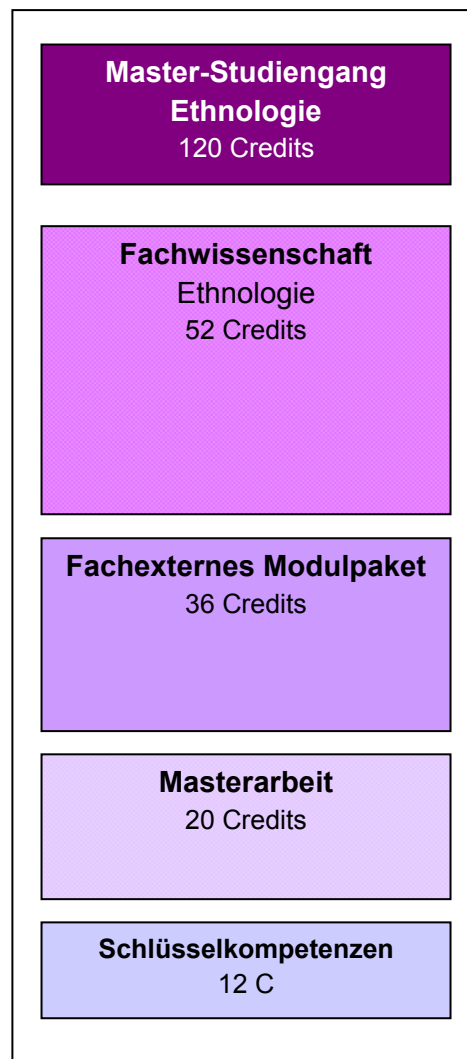 Master-Studiengang
Ethnologie
120 Credits
Fachwissenschaft
Ethnologie
52 Credits
Fachexternes Modulpaket
36 Credits
Masterarbeit
20 Credits
Schlüsselkompetenzen
12 C